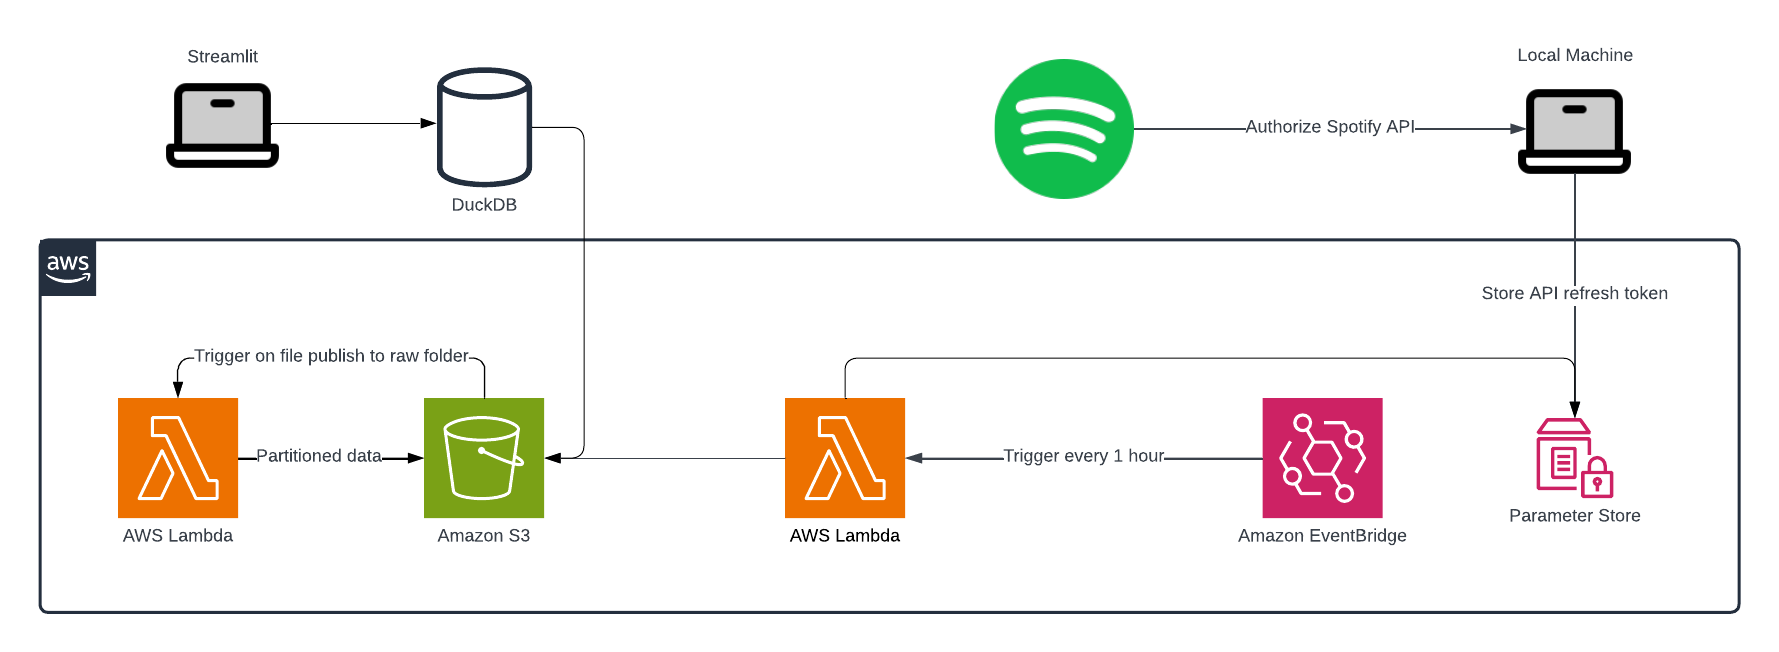 Streamlit
Local Machine
Authorize Spotify API
DuckDB
aws
Store API refresh token
Trigger on file publish to raw folder
Partitioned data
Trigger every 1 hour
AWS Lambda
Amazon S3
AWS Lambda
Amazon EventBridge
Parameter Store